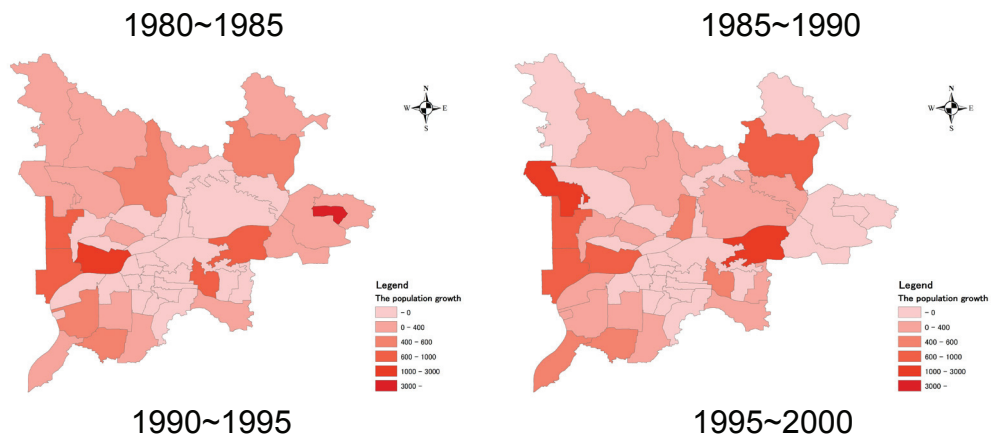 1980~1985
1985~1990
N
W E
S
N
W E
S
Legend
The population growth
- 0
0 - 400
400 - 600
600 - 1000
1000 - 3000
3000 -
Legend
The population growth
- 0
0 - 400
400 - 600
600 - 1000
1000 - 3000
3000 -
1990~1995
1995~2000